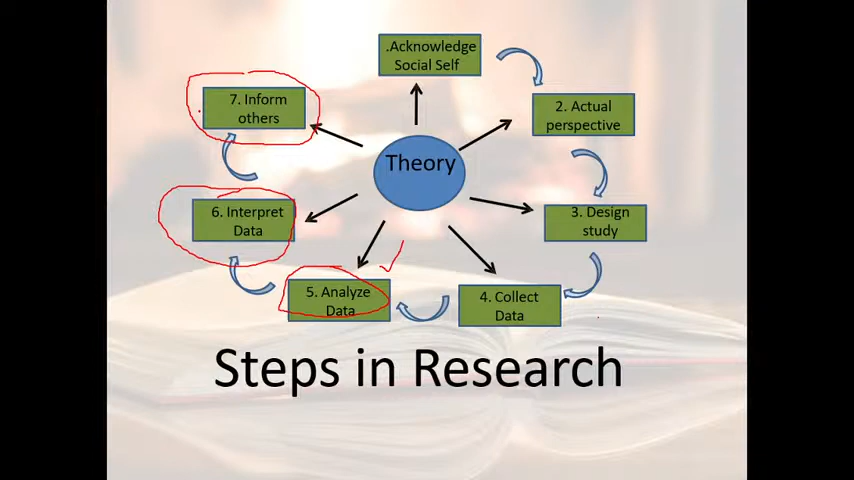 .Acknowledge
Social Self
2. Actual
perspective
3. Design
study
4. Collect
Data
5. Analyze
Data
6. Interpret
Data
7. Inform
others
Theory
Steps in Research